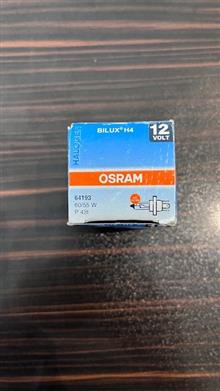 BILUX® H4
12
VOLT
HALOGEN
OSRAM
64193
60/55 W
P 43t